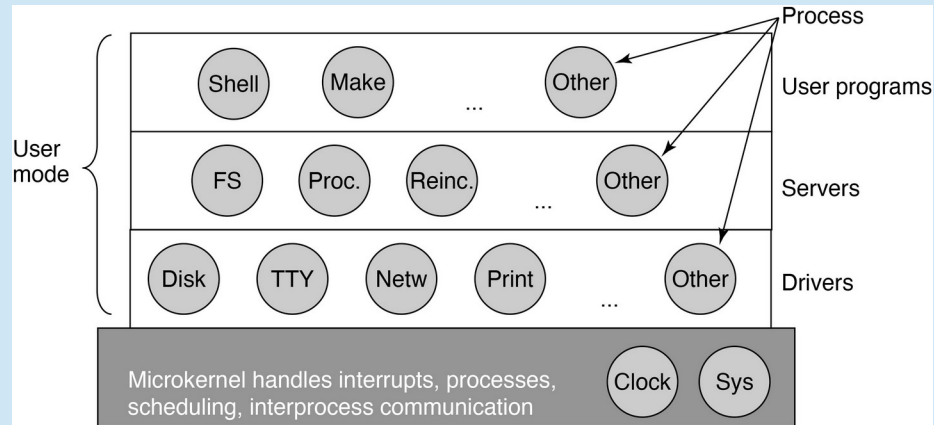 Process
Shell Make ... Other User programs
User
mode
FS Proc. Reinc. ... Other Servers
Disk TTY Netw Print ... Other Drivers
Microkernel handles interrupts, processes,
scheduling, interprocess communication
Clock Sys